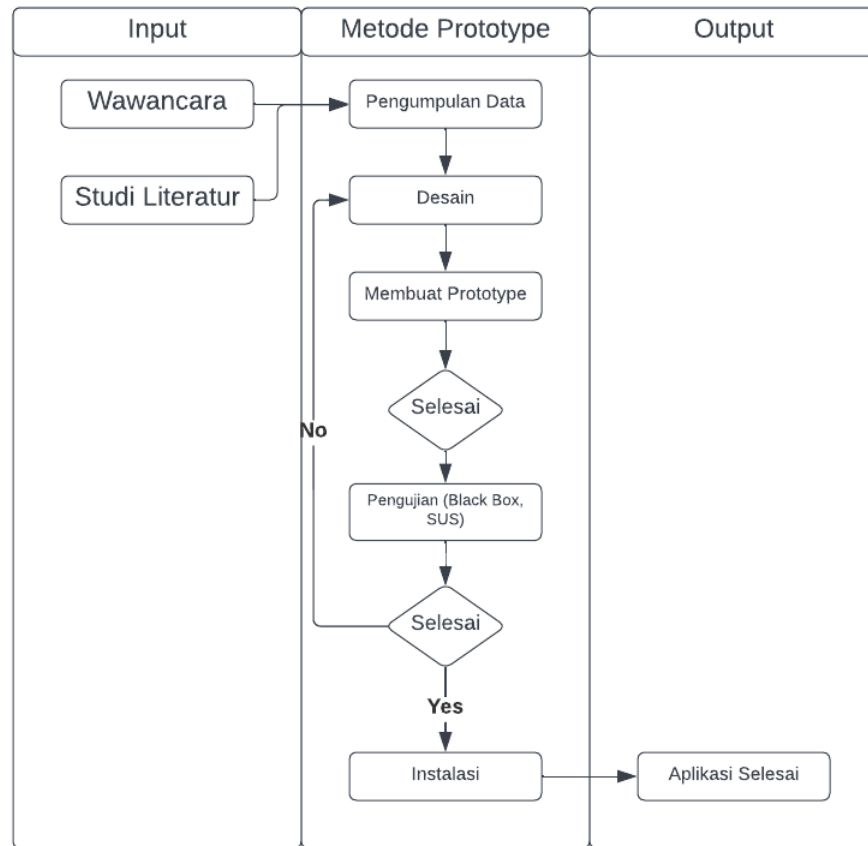 Input
Metode Prototype
Output
Wawancara
Pengumpulan Data
Studi Literatur
Desain
Membuat Prototype
Selesai
No
Pengujian (Black Box,
SUS)
Selesai
Yes
Instalasi
Aplikasi Selesai